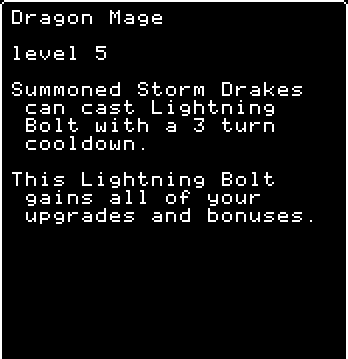 Dragon Mage
level 5
Summoned Storm Drakes
can cast Lightning
Bolt with a 3 turn
cooldown.
This Lightning Bolt
gains all of your
upgrades and bonuses.